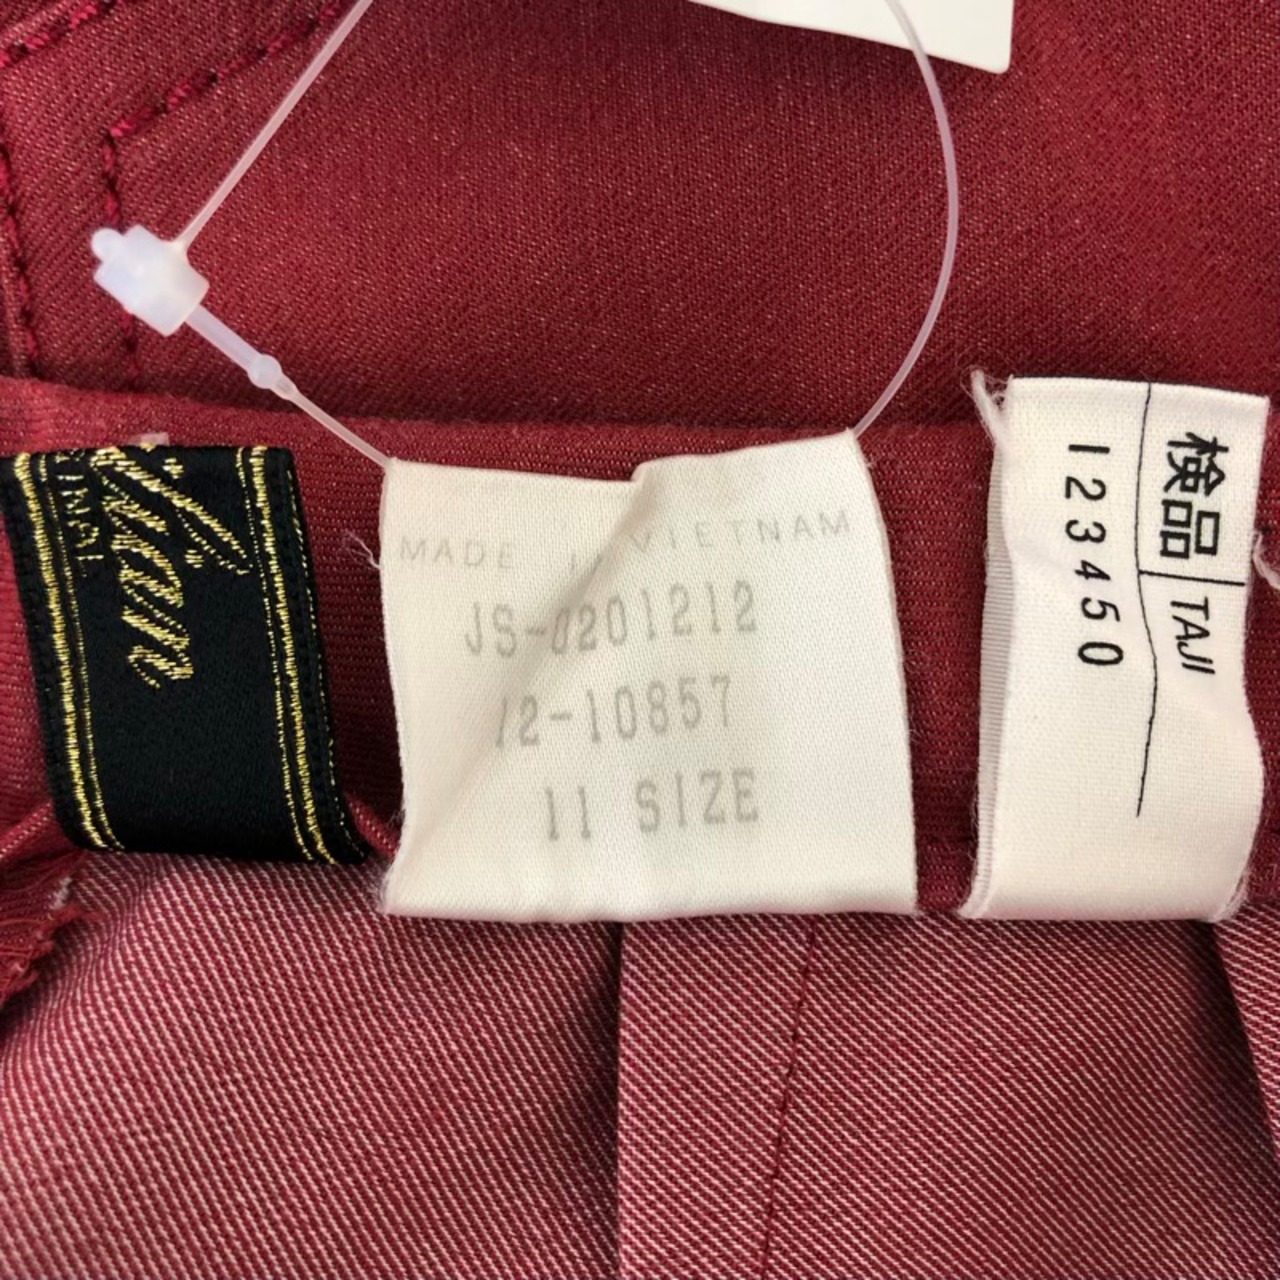 MADE IN VIETNAM
JS-0201212
12-10857
11 SIZE
検品 TAJI
123450